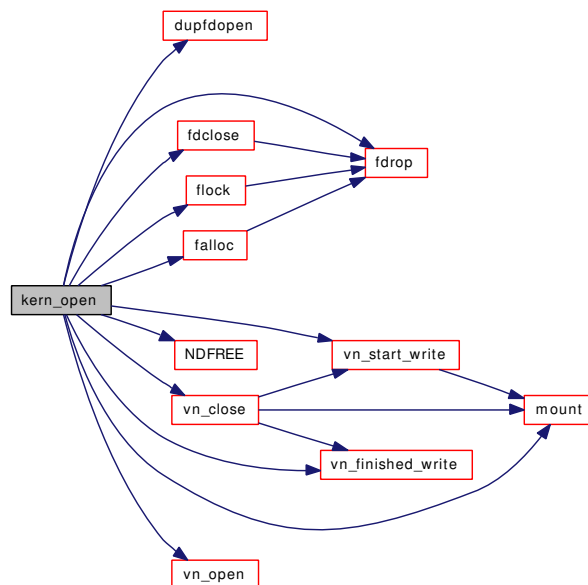 dupfdopen
fdclose
fdrop
flock
falloc
kern_open
NDFREE
vn_start_write
vn_close
mount
vn_finished_write
vn_open